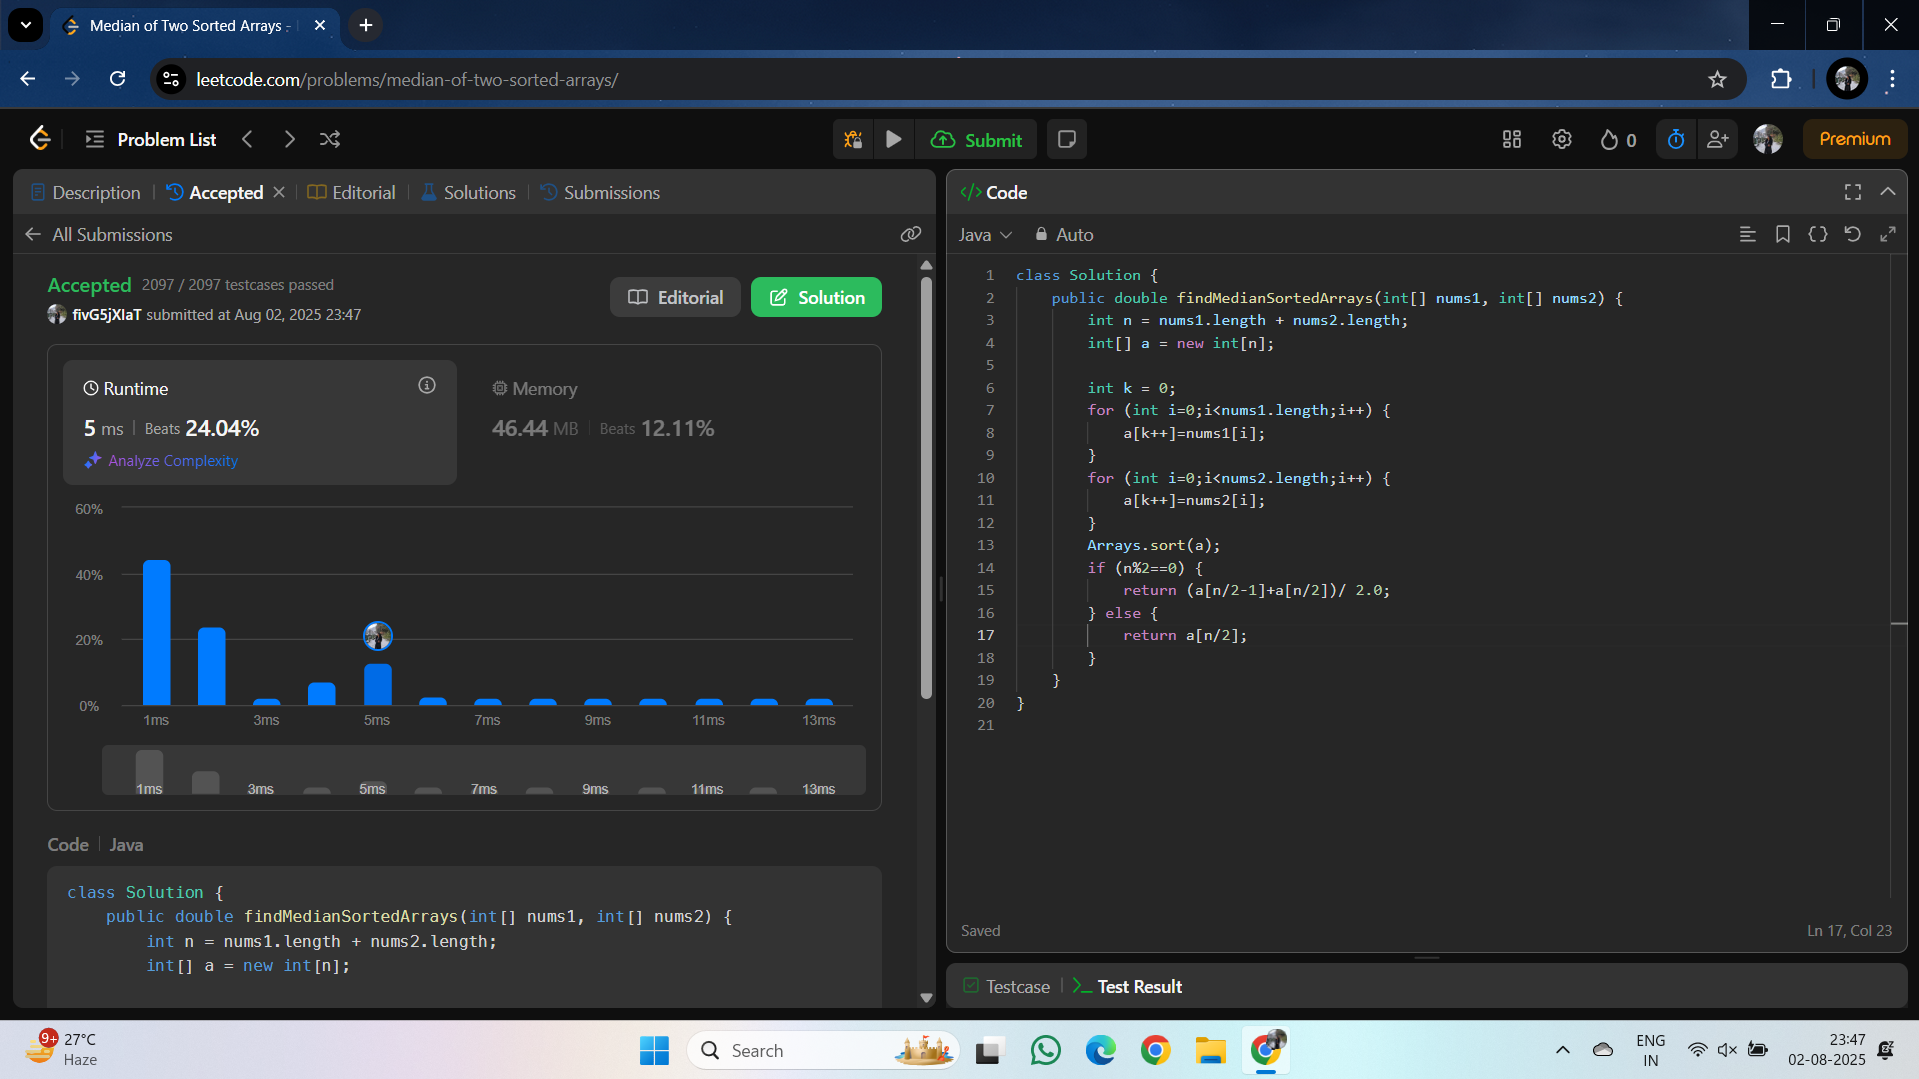 Median of Two Sorted Arrays -
leetcode.com/problems/median-of-two-sorted-arrays/
Problem List
Submit
0
Premium
Description
Accepted
Editorial
Solutions
Submissions
All Submissions
Accepted 2097 / 2097 testcases passed
fivG5jXlaT submitted at Aug 02, 2025 23:47
Editorial
Solution
Runtime
5 ms Beats 24.04%
Analyze Complexity
Memory
46.44 MB Beats 12.11%
60%
40%
20%
0%
1ms 3ms 5ms 7ms 9ms 11ms 13ms
1ms 3ms 5ms 7ms 9ms 11ms 13ms
Code Java
class Solution {
public double findMedianSortedArrays(int[] nums1, int[] nums2) {
int n = nums1.length + nums2.length;
int[] a = new int[n];
</> Code
Java Auto
1 class Solution {
2 public double findMedianSortedArrays(int[] nums1, int[] nums2) {
3 int n = nums1.length + nums2.length;
4 int[] a = new int[n];
5
6 int k = 0;
7 for (int i=0;i<nums1.length;i++) {
8 a[k++]=nums1[i];
9 }
10 for (int i=0;i<nums2.length;i++) {
11 a[k++]=nums2[i];
12 }
13 Arrays.sort(a);
14 if (n%2==0) {
15 return (a[n/2-1]+a[n/2])/ 2.0;
16 } else {
17 return a[n/2];
18 }
19 }
20 }
21
Saved
Ln 17, Col 23
Testcase
Test Result
9+
27°C
Haze
Search
ENG
IN
23:47
02-08-2025